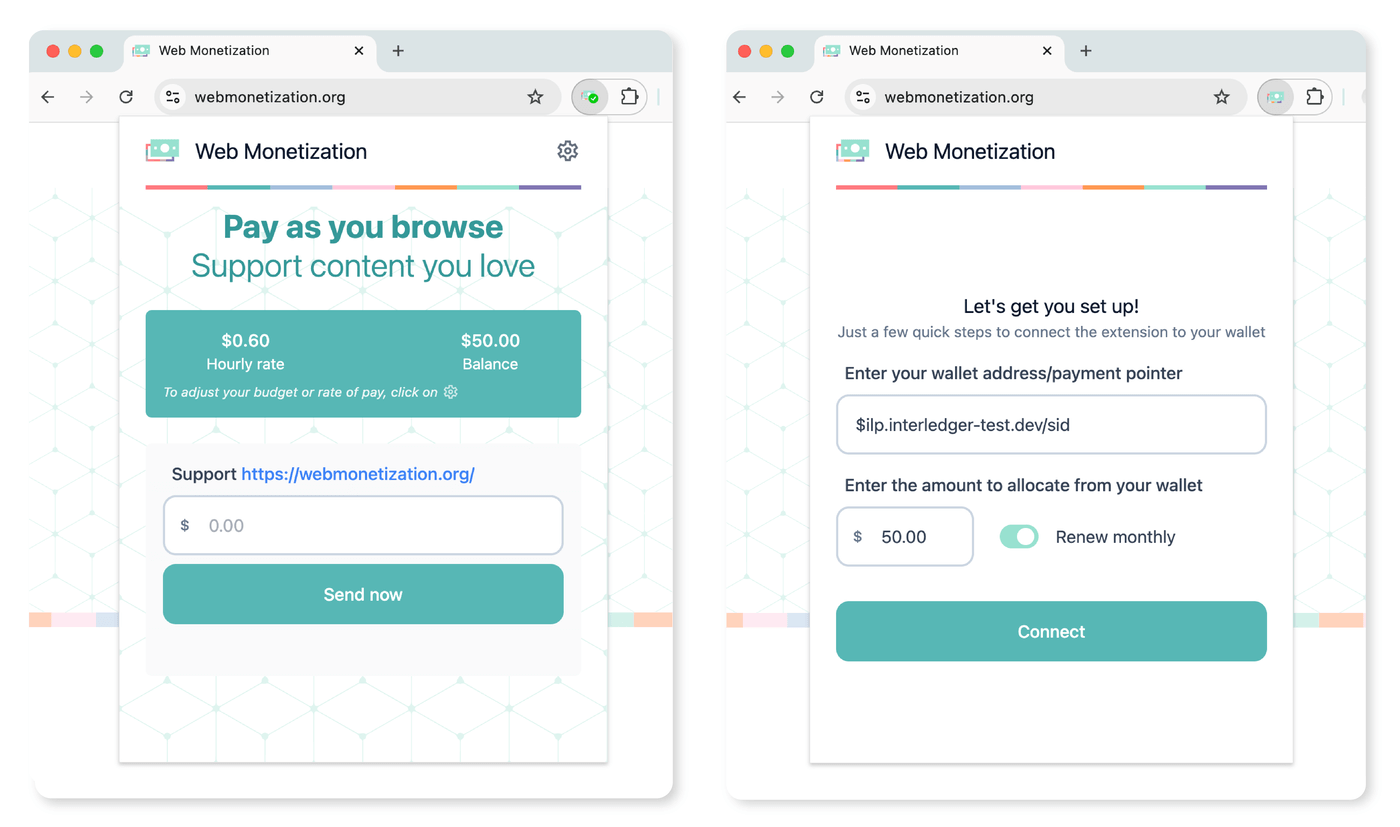 Web Monetization
webmonetization.org
Web Monetization
Pay as you browse
Support content you love
$0.60
Hourly rate
$50.00
Balance
To adjust your budget or rate of pay, click on
Support https://webmonetization.org/
$ 0.00
Send now
Web Monetization
webmonetization.org
Web Monetization
Let's get you set up!
Just a few quick steps to connect the extension to your wallet
Enter your wallet address/payment pointer
$ilp.interledger-test.dev/sid
Enter the amount to allocate from your wallet
$ 50.00 Renew monthly
Connect